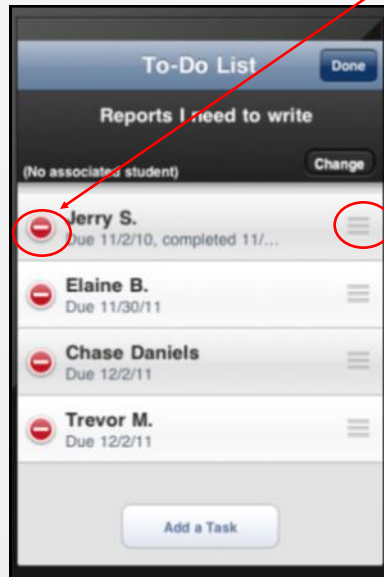 To-Do List
Done
Reports I need to write
(No associated student)
Change
Jerry S.
Due 11/2/10, completed 11/...
Elaine B.
Due 11/30/11
Chase Daniels
Due 12/2/11
Trevor M.
Due 12/2/11
Add a Task